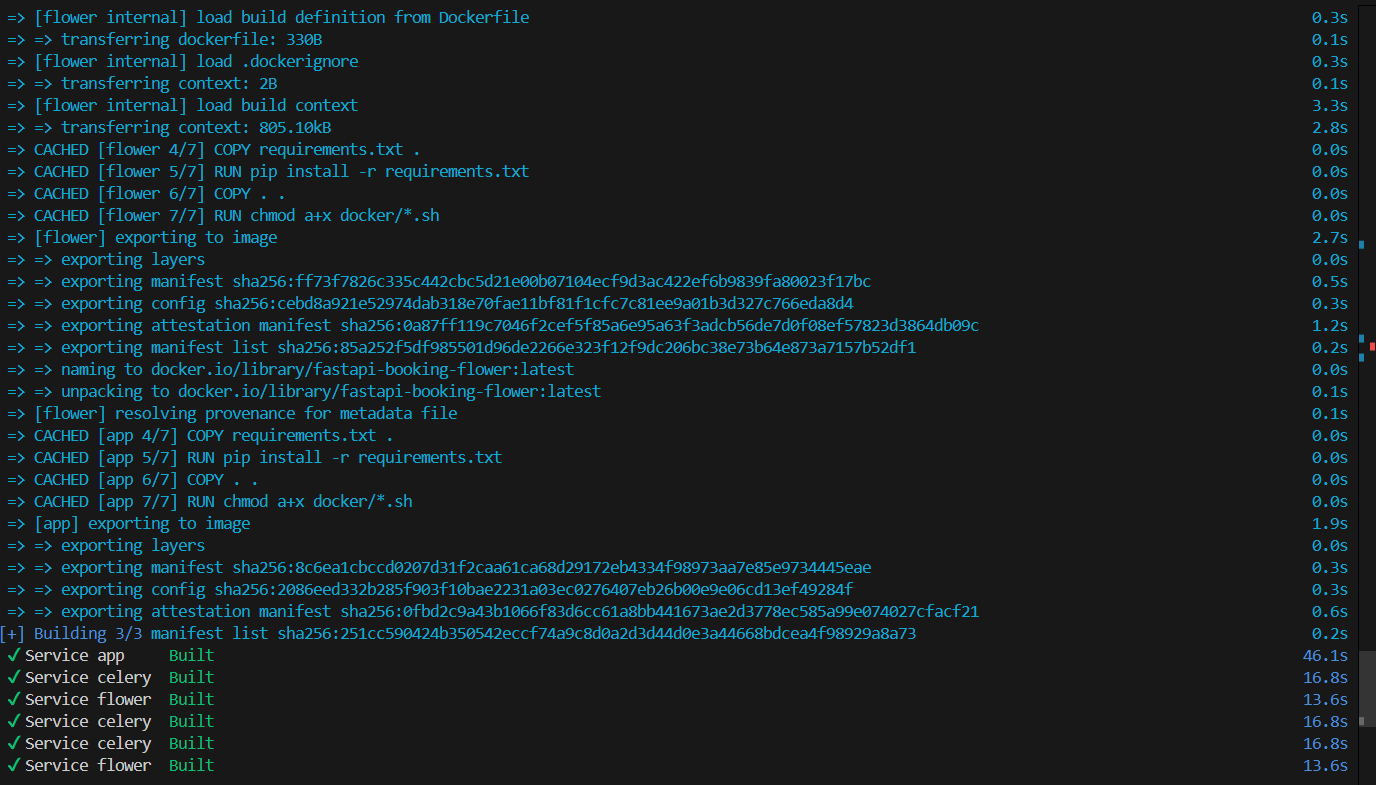 => [flower internal] load build definition from Dockerfile 0.3s
=> => transferring dockerfile: 330B 0.1s
=> [flower internal] load .dockerignore 0.3s
=> => transferring context: 2B 0.1s
=> [flower internal] load build context 3.3s
=> => transferring context: 805.10kB 2.8s
=> CACHED [flower 4/7] COPY requirements.txt . 0.0s
=> CACHED [flower 5/7] RUN pip install -r requirements.txt 0.0s
=> CACHED [flower 6/7] COPY . . 0.0s
=> CACHED [flower 7/7] RUN chmod a+x docker/*.sh 0.0s
=> [flower] exporting to image 2.7s
=> => exporting layers 0.0s
=> => exporting manifest sha256:ff73f7826c335c442cbc5d21e00b07104ecf9d3ac422ef6b9839fa80023f17bc 0.5s
=> => exporting config sha256:cebd8a921e52974dab318e70fae11bf81f1cfc7c81ee9a01b3d327c766eda8d4 0.3s
=> => exporting attestation manifest sha256:0a87ff119c7046f2cef5f85a6e95a63f3adcb56de7d0f08ef57823d3864db09c 1.2s
=> => exporting manifest list sha256:85a252f5df985501d96de2266e323f12f9dc206bc38e73b64e873a7157b52df1 0.2s
=> => naming to docker.io/library/fastapi-booking-flower:latest 0.0s
=> => unpacking to docker.io/library/fastapi-booking-flower:latest 0.1s
=> [flower] resolving provenance for metadata file 0.1s
=> CACHED [app 4/7] COPY requirements.txt . 0.0s
=> CACHED [app 5/7] RUN pip install -r requirements.txt 0.0s
=> CACHED [app 6/7] COPY . . 0.0s
=> CACHED [app 7/7] RUN chmod a+x docker/*.sh 0.0s
=> [app] exporting to image 1.9s
=> => exporting layers 0.0s
=> => exporting manifest sha256:8c6ea1cbccd0207d31f2caa61ca68d29172eb4334f98973aa7e85e9734445eae 0.3s
=> => exporting config sha256:2086eed332b285f903f10bae2231a03ec0276407eb26b00e9e06cd13ef49284f 0.3s
=> => exporting attestation manifest sha256:0fbd2c9a43b1066f83d6cc61a8bb441673ae2d3778ec585a99e074027cfacf21 0.6s
[+] Building 3/3 manifest list sha256:251cc590424b350542eccf74a9c8d0a2d3d44d0e3a44668bdcea4f98929a8a73 0.2s
✔ Service app Built 46.1s
✔ Service celery Built 16.8s
✔ Service flower Built 13.6s
✔ Service celery Built 16.8s
✔ Service celery Built 16.8s
✔ Service flower Built 13.6s